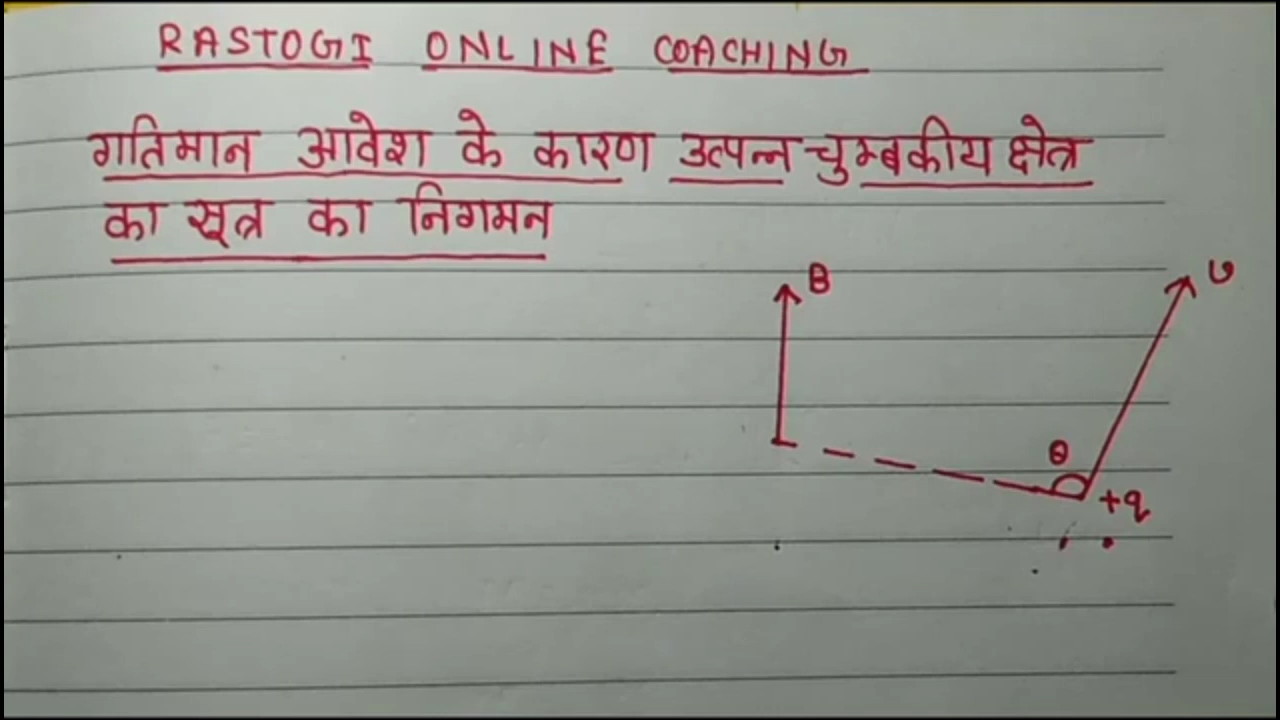 RASTOGI ONLINE COACHING
गतिमान आवेश के कारण उत्पन्न चुम्बकीय क्षेत्र
का सूत्र का निगमन
B
υ
θ
+q